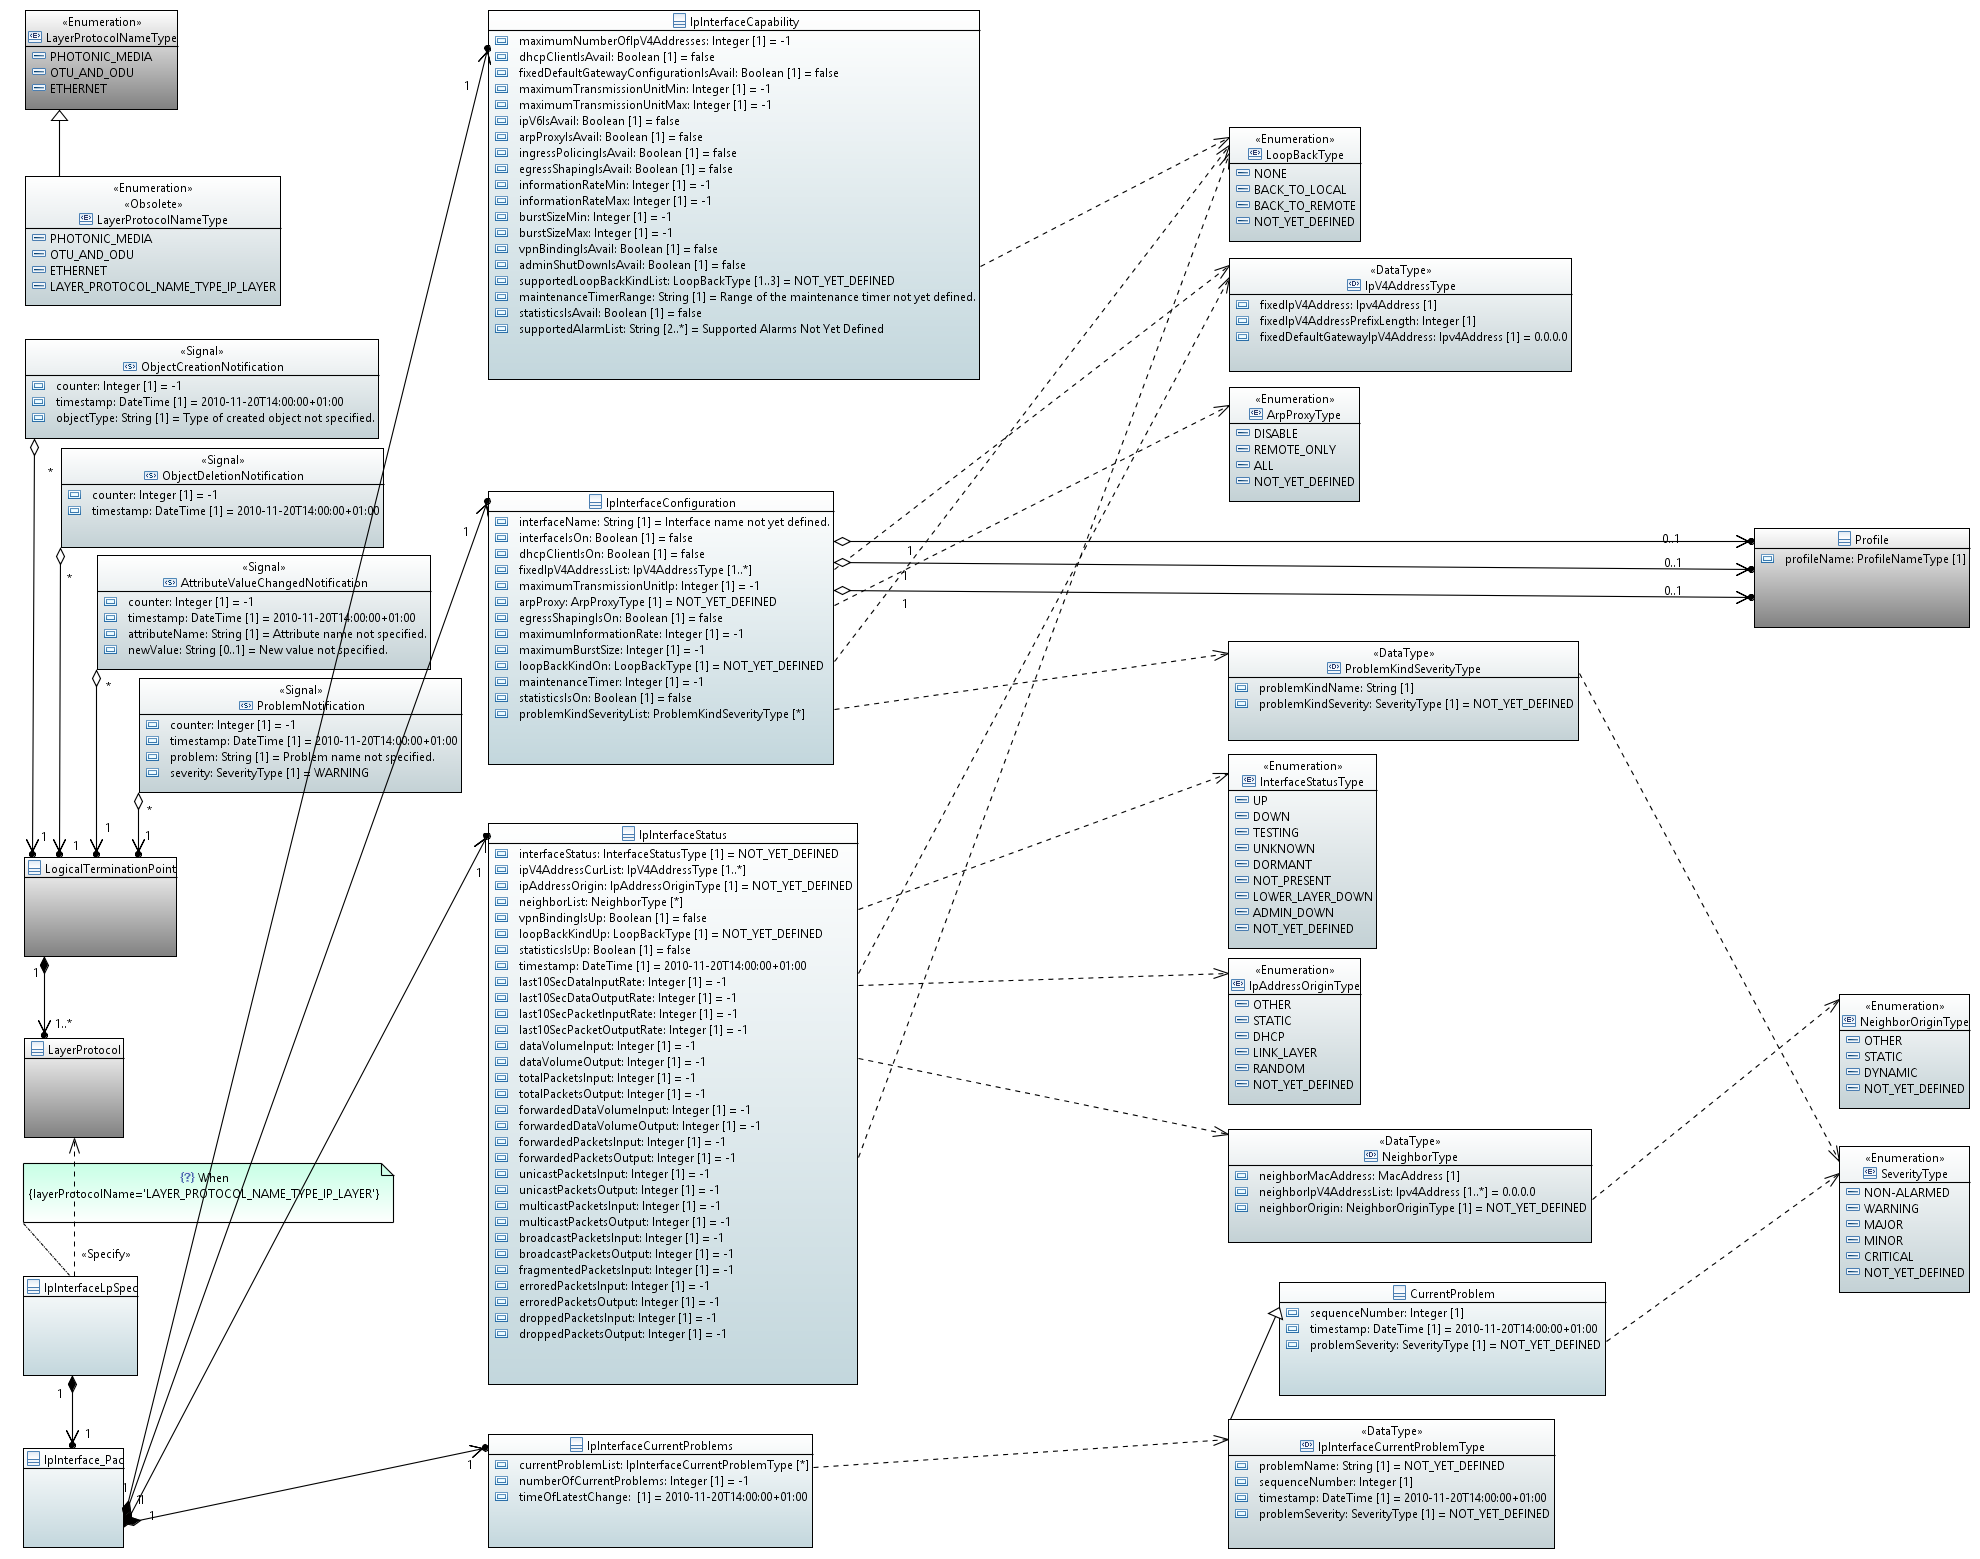 «Enumeration»
LayerProtocolNameType
PHOTONIC_MEDIA
OTU_AND_ODU
ETHERNET
«Enumeration»
«Obsolete»
LayerProtocolNameType
PHOTONIC_MEDIA
OTU_AND_ODU
ETHERNET
LAYER_PROTOCOL_NAME_TYPE_IP_LAYER
«Signal»
ObjectCreationNotification
counter: Integer [1] = -1
timestamp: DateTime [1] = 2010-11-20T14:00:00+01:00
objectType: String [1] = Type of created object not specified.
*
«Signal»
ObjectDeletionNotification
counter: Integer [1] = -1
timestamp: DateTime [1] = 2010-11-20T14:00:00+01:00
*
«Signal»
AttributeValueChangedNotification
counter: Integer [1] = -1
timestamp: DateTime [1] = 2010-11-20T14:00:00+01:00
attributeName: String [1] = Attribute name not specified.
newValue: String [0..1] = New value not specified.
*
«Signal»
ProblemNotification
counter: Integer [1] = -1
timestamp: DateTime [1] = 2010-11-20T14:00:00+01:00
problem: String [1] = Problem name not specified.
severity: SeverityType [1] = WARNING
*
1
1
1
1
LogicalTerminationPoint
1
1..*
LayerProtocol
{?} When
{layerProtocolName='LAYER_PROTOCOL_NAME_TYPE_IP_LAYER'}
«Specify»
IpInterfaceLpSpec
1
1
IpInterface_Pac
1
1
1
1
IpInterfaceCapability
maximumNumberOfIpV4Addresses: Integer [1] = -1
dhcpClientIsAvail: Boolean [1] = false
fixedDefaultGatewayConfigurationIsAvail: Boolean [1] = false
maximumTransmissionUnitMin: Integer [1] = -1
maximumTransmissionUnitMax: Integer [1] = -1
ipV6IsAvail: Boolean [1] = false
arpProxyIsAvail: Boolean [1] = false
ingressPolicingIsAvail: Boolean [1] = false
egressShapingIsAvail: Boolean [1] = false
informationRateMin: Integer [1] = -1
informationRateMax: Integer [1] = -1
burstSizeMin: Integer [1] = -1
burstSizeMax: Integer [1] = -1
vpnBindingIsAvail: Boolean [1] = false
adminShutDownIsAvail: Boolean [1] = false
supportedLoopBackKindList: LoopBackType [1..3] = NOT_YET_DEFINED
maintenanceTimerRange: String [1] = Range of the maintenance timer not yet defined.
statisticsIsAvail: Boolean [1] = false
supportedAlarmList: String [2..*] = Supported Alarms Not Yet Defined
1
IpInterfaceConfiguration
interfaceName: String [1] = Interface name not yet defined.
interfaceIsOn: Boolean [1] = false
dhcpClientIsOn: Boolean [1] = false
fixedIpV4AddressList: IpV4AddressType [1..*]
maximumTransmissionUnitIp: Integer [1] = -1
arpProxy: ArpProxyType [1] = NOT_YET_DEFINED
egressShapingIsOn: Boolean [1] = false
maximumInformationRate: Integer [1] = -1
maximumBurstSize: Integer [1] = -1
loopBackKindOn: LoopBackType [1] = NOT_YET_DEFINED
maintenanceTimer: Integer [1] = -1
statisticsIsOn: Boolean [1] = false
problemKindSeverityList: ProblemKindSeverityType [*]
1
1
1
1
0..1
0..1
0..1
IpInterfaceStatus
interfaceStatus: InterfaceStatusType [1] = NOT_YET_DEFINED
ipV4AddressCurList: IpV4AddressType [1..*]
ipAddressOrigin: IpAddressOriginType [1] = NOT_YET_DEFINED
neighborList: NeighborType [*]
vpnBindingIsUp: Boolean [1] = false
loopBackKindUp: LoopBackType [1] = NOT_YET_DEFINED
statisticsIsUp: Boolean [1] = false
timestamp: DateTime [1] = 2010-11-20T14:00:00+01:00
last10SecDataInputRate: Integer [1] = -1
last10SecDataOutputRate: Integer [1] = -1
last10SecPacketInputRate: Integer [1] = -1
last10SecPacketOutputRate: Integer [1] = -1
dataVolumeInput: Integer [1] = -1
dataVolumeOutput: Integer [1] = -1
totalPacketsInput: Integer [1] = -1
totalPacketsOutput: Integer [1] = -1
forwardedDataVolumeInput: Integer [1] = -1
forwardedDataVolumeOutput: Integer [1] = -1
forwardedPacketsInput: Integer [1] = -1
forwardedPacketsOutput: Integer [1] = -1
unicastPacketsInput: Integer [1] = -1
unicastPacketsOutput: Integer [1] = -1
multicastPacketsInput: Integer [1] = -1
multicastPacketsOutput: Integer [1] = -1
broadcastPacketsInput: Integer [1] = -1
broadcastPacketsOutput: Integer [1] = -1
fragmentedPacketsInput: Integer [1] = -1
erroredPacketsInput: Integer [1] = -1
erroredPacketsOutput: Integer [1] = -1
droppedPacketsInput: Integer [1] = -1
droppedPacketsOutput: Integer [1] = -1
1
IpInterfaceCurrentProblems
currentProblemList: IpInterfaceCurrentProblemType [*]
numberOfCurrentProblems: Integer [1] = -1
timeOfLatestChange:  [1] = 2010-11-20T14:00:00+01:00
1
«Enumeration»
LoopBackType
NONE
BACK_TO_LOCAL
BACK_TO_REMOTE
NOT_YET_DEFINED
«DataType»
IpV4AddressType
fixedIpV4Address: Ipv4Address [1]
fixedIpV4AddressPrefixLength: Integer [1]
fixedDefaultGatewayIpV4Address: Ipv4Address [1] = 0.0.0.0
«Enumeration»
ArpProxyType
DISABLE
REMOTE_ONLY
ALL
NOT_YET_DEFINED
Profile
profileName: ProfileNameType [1]
«DataType»
ProblemKindSeverityType
problemKindName: String [1]
problemKindSeverity: SeverityType [1] = NOT_YET_DEFINED
«Enumeration»
InterfaceStatusType
UP
DOWN
TESTING
UNKNOWN
DORMANT
NOT_PRESENT
LOWER_LAYER_DOWN
ADMIN_DOWN
NOT_YET_DEFINED
«Enumeration»
IpAddressOriginType
OTHER
STATIC
DHCP
LINK_LAYER
RANDOM
NOT_YET_DEFINED
«DataType»
NeighborType
neighborMacAddress: MacAddress [1]
neighborIpV4AddressList: Ipv4Address [1..*] = 0.0.0.0
neighborOrigin: NeighborOriginType [1] = NOT_YET_DEFINED
«Enumeration»
NeighborOriginType
OTHER
STATIC
DYNAMIC
NOT_YET_DEFINED
«Enumeration»
SeverityType
NON-ALARMED
WARNING
MAJOR
MINOR
CRITICAL
NOT_YET_DEFINED
CurrentProblem
sequenceNumber: Integer [1]
timestamp: DateTime [1] = 2010-11-20T14:00:00+01:00
problemSeverity: SeverityType [1] = NOT_YET_DEFINED
«DataType»
IpInterfaceCurrentProblemType
problemName: String [1] = NOT_YET_DEFINED
sequenceNumber: Integer [1]
timestamp: DateTime [1] = 2010-11-20T14:00:00+01:00
problemSeverity: SeverityType [1] = NOT_YET_DEFINED